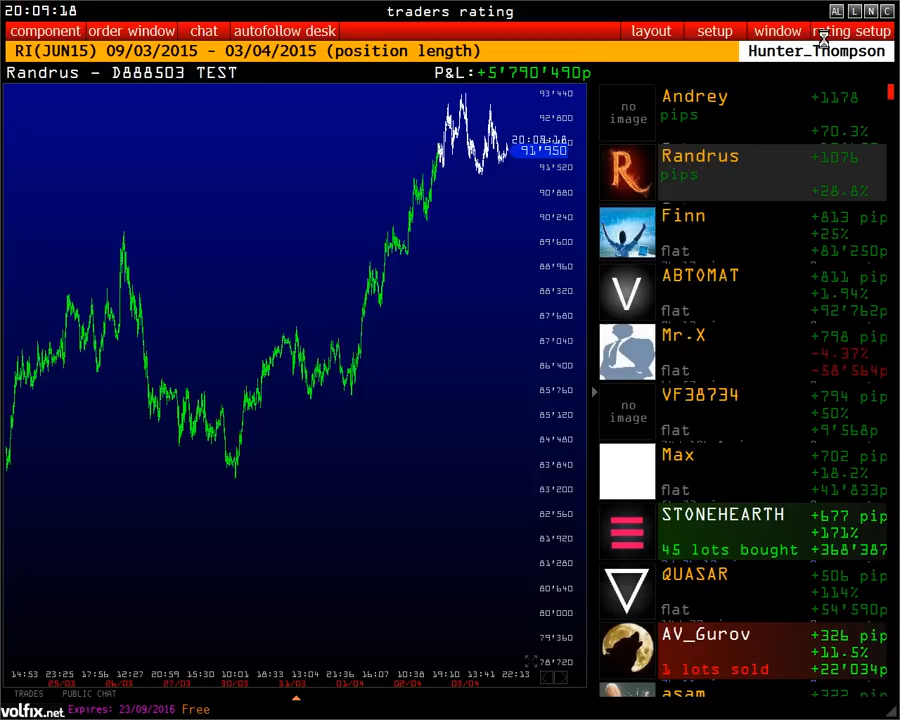 20:09:18 traders rating AL L N C
component order window chat autofollow desk layout setup window rating setup
RI(JUN15) 09/03/2015 - 03/04/2015 (position length) Hunter_Thompson
Randrus - D888503 TEST P&L:+5'790'490p
93'440
92'800
20:09:18
91'950
91'520
90'880
90'240
89'600
88'960
88'320
87'680
87'040
86'400
85'760
85'120
84'480
83'840
83'200
82'560
81'920
81'280
80'640
80'000
79'360
78'720
14:53 23:25 17:56 12:27 20:59 15:30 10:01 18:33 13:04 21:36 16:07 10:38 19:10 13:41 22:13
25/03 26/03 27/03 30/03 31/03 01/04 02/04 03/04
no image
Andrey +1178
pips
+70.3%
R
Randrus +1076
pips
+28.8%
Finn +813 pip
+25%
flat +81'250p
V
ABTOMAT +811 pip
+1.94%
flat +92'762p
Mr.X +798 pip
-4.37%
flat -58'564p
no image
VF38734 +794 pip
+50%
flat +9'568p
Max +702 pip
+18.2%
flat +41'833p
STONEHEARTH +677 pip
+171%
45 lots bought +368'387
QUASAR +506 pip
+114%
flat +54'590p
AV_Gurov +326 pip
+11.5%
1 lots sold +22'034p
asam +322 pip
TRADES PUBLIC CHAT
volfix.net Expires: 23/09/2016 Free